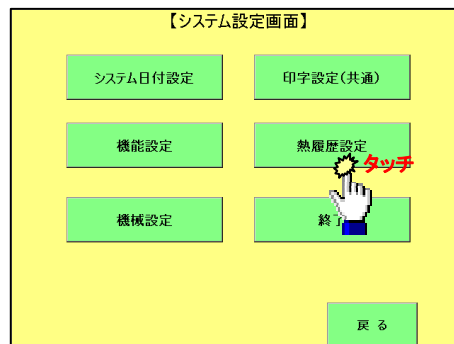 【システム設定画面】
システム日付設定
印字設定(共通)
機能設定
熱履歴設定
タッチ
機械設定
終了
戻 る